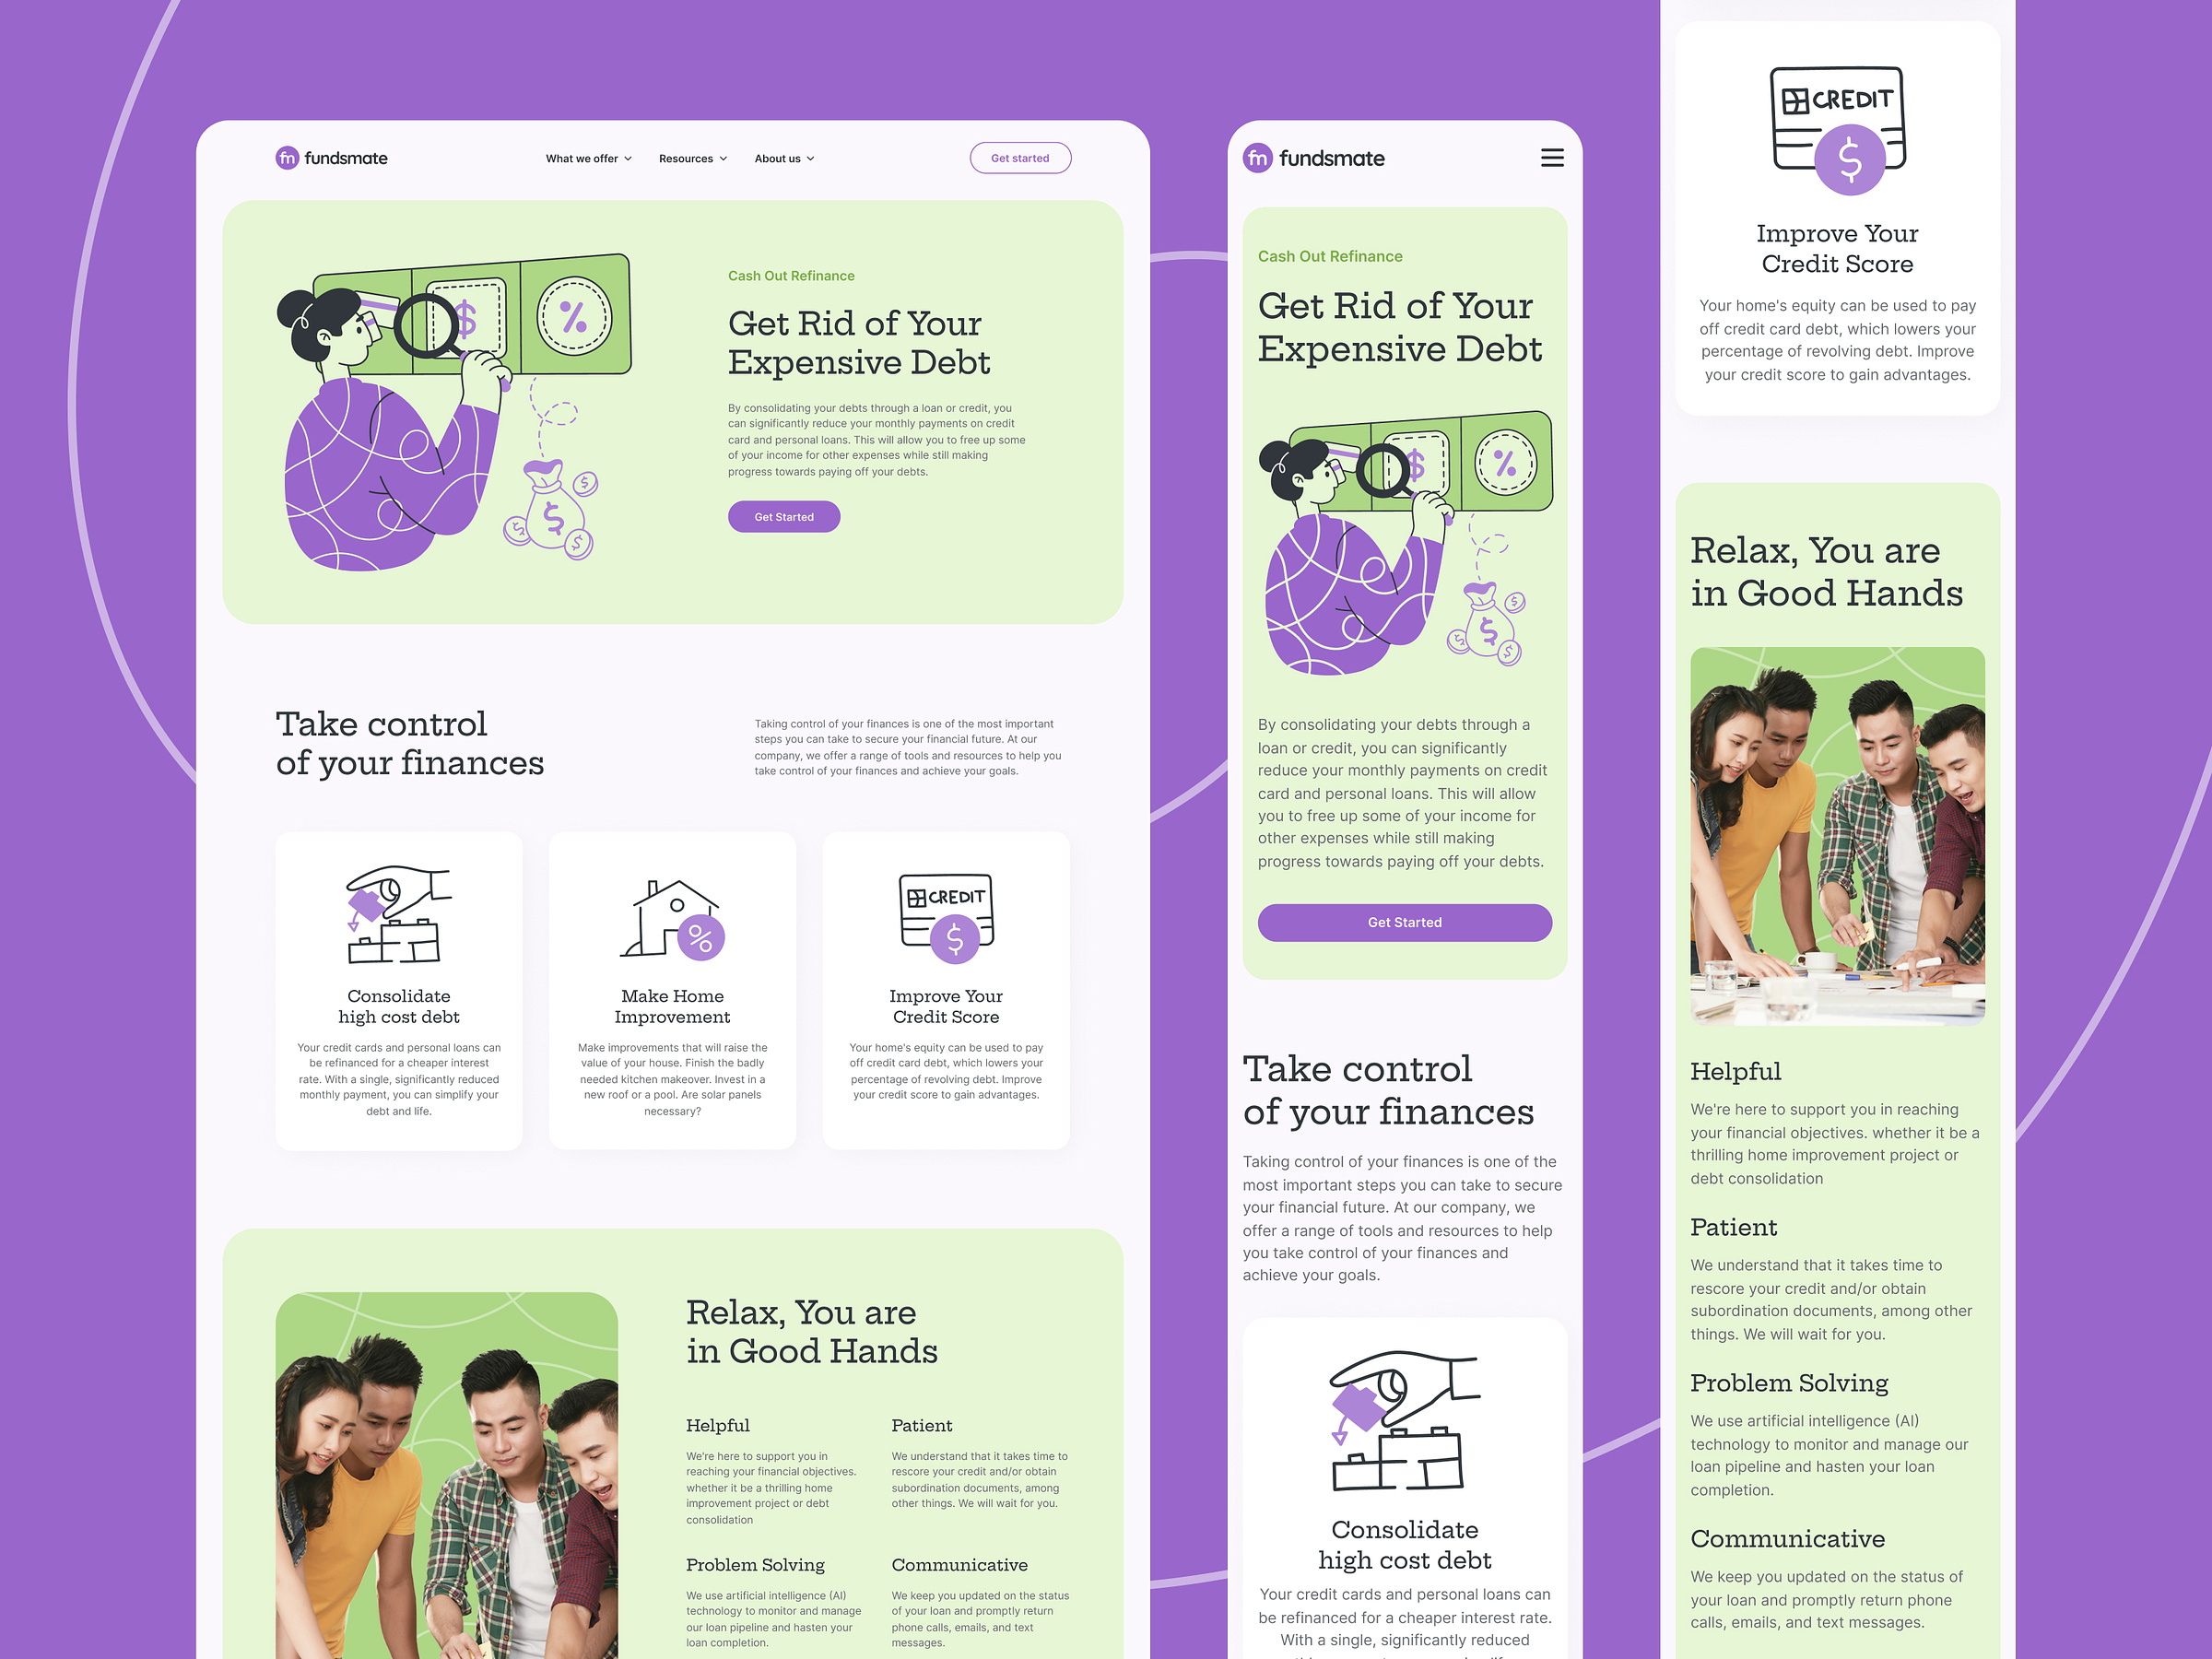 fn fundsmate
What we offer
Resources
About us
Get started
$
%
Cash Out Refinance
Get Rid of Your
Expensive Debt
By consolidating your debts through a loan or credit, you
can significantly reduce your monthly payments on credit
card and personal loans. This will allow you to free up some
of your income for other expenses while still making
progress towards paying off your debts.
Get Started
$
$
$
$
Take control
of your finances
Taking control of your finances is one of the most important
steps you can take to secure your financial future. At our
company, we offer a range of tools and resources to help you
take control of your finances and achieve your goals.
Consolidate
high cost debt
Your credit cards and personal loans can
be refinanced for a cheaper interest
rate. With a single, significantly reduced
monthly payment, you can simplify your
debt and life.
%
Make Home
Improvement
Make improvements that will raise the
value of your house. Finish the badly
needed kitchen makeover. Invest in a
new roof or a pool. Are solar panels
necessary?
CREDIT
$
Improve Your
Credit Score
Your home's equity can be used to pay
off credit card debt, which lowers your
percentage of revolving debt. Improve
your credit score to gain advantages.
Relax, You are
in Good Hands
Helpful
We're here to support you in
reaching your financial objectives.
whether it be a thrilling home
improvement project or debt
consolidation
Patient
We understand that it takes time to
rescore your credit and/or obtain
subordination documents, among
other things. We will wait for you.
Problem Solving
We use artificial intelligence (AI)
technology to monitor and manage
our loan pipeline and hasten your
loan completion.
Communicative
We keep you updated on the status
of your loan and promptly return
phone calls, emails, and text
messages.
fn fundsmate
Cash Out Refinance
Get Rid of Your
Expensive Debt
$
%
$
$
$
$
By consolidating your debts through a
loan or credit, you can significantly
reduce your monthly payments on credit
card and personal loans. This will allow
you to free up some of your income for
other expenses while still making
progress towards paying off your debts.
Get Started
Take control
of your finances
Taking control of your finances is one of the
most important steps you can take to secure
your financial future. At our company, we
offer a range of tools and resources to help
you take control of your finances and
achieve your goals.
Consolidate
high cost debt
Your credit cards and personal loans can
be refinanced for a cheaper interest rate.
With a single, significantly reduced
CREDIT
$
Improve Your
Credit Score
Your home's equity can be used to pay
off credit card debt, which lowers your
percentage of revolving debt. Improve
your credit score to gain advantages.
Relax, You are
in Good Hands
Helpful
We're here to support you in reaching
your financial objectives. whether it be a
thrilling home improvement project or
debt consolidation
Patient
We understand that it takes time to
rescore your credit and/or obtain
subordination documents, among other
things. We will wait for you.
Problem Solving
We use artificial intelligence (AI)
technology to monitor and manage our
loan pipeline and hasten your loan
completion.
Communicative
We keep you updated on the status of
your loan and promptly return phone
calls, emails, and text messages.